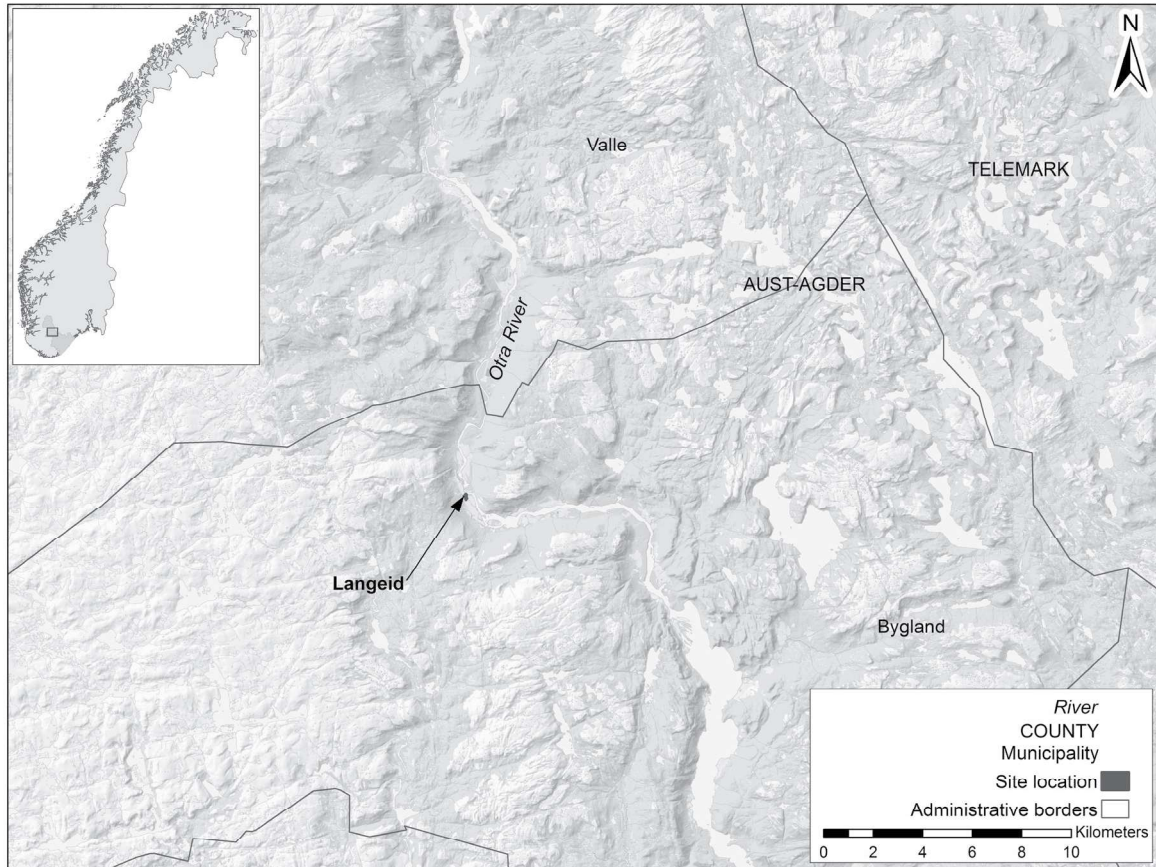 N
Valle
TELEMARK
AUST-AGDER
Otra River
Langeid
Bygland
River
COUNTY
Municipality
Site location
Administrative borders
Kilometers
0 2 4 6 8 10